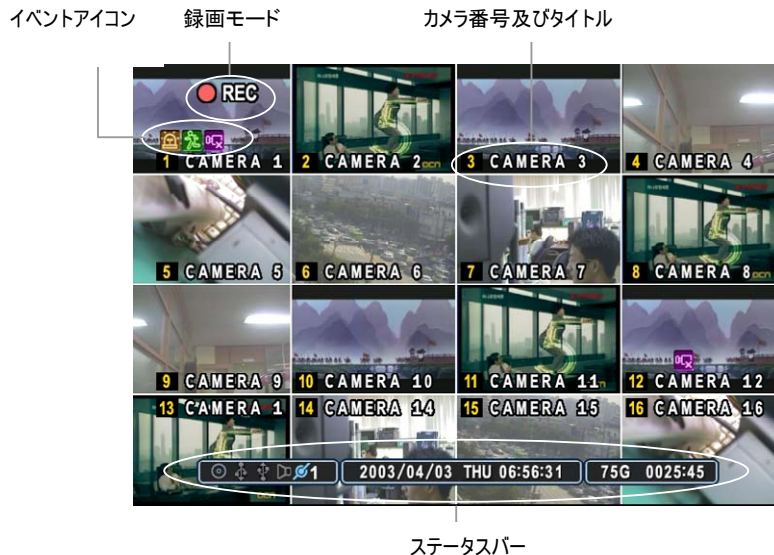 イベントアイコン 録画モード カメラ番号及びタイトル
REC
1 CAMERA 1 2 CAMERA 2 3 CAMERA 3 4 CAMERA 4
5 CAMERA 5 6 CAMERA 6 7 CAMERA 7 8 CAMERA 8
9 CAMERA 9 10 CAMERA 10 11 CAMERA 11 12 CAMERA 12
13 CAMERA 1 14 CAMERA 14 15 CAMERA 15 16 CAMERA 16
1 2003/04/03 THU 06:56:31 75G 0025:45
ステータスバー